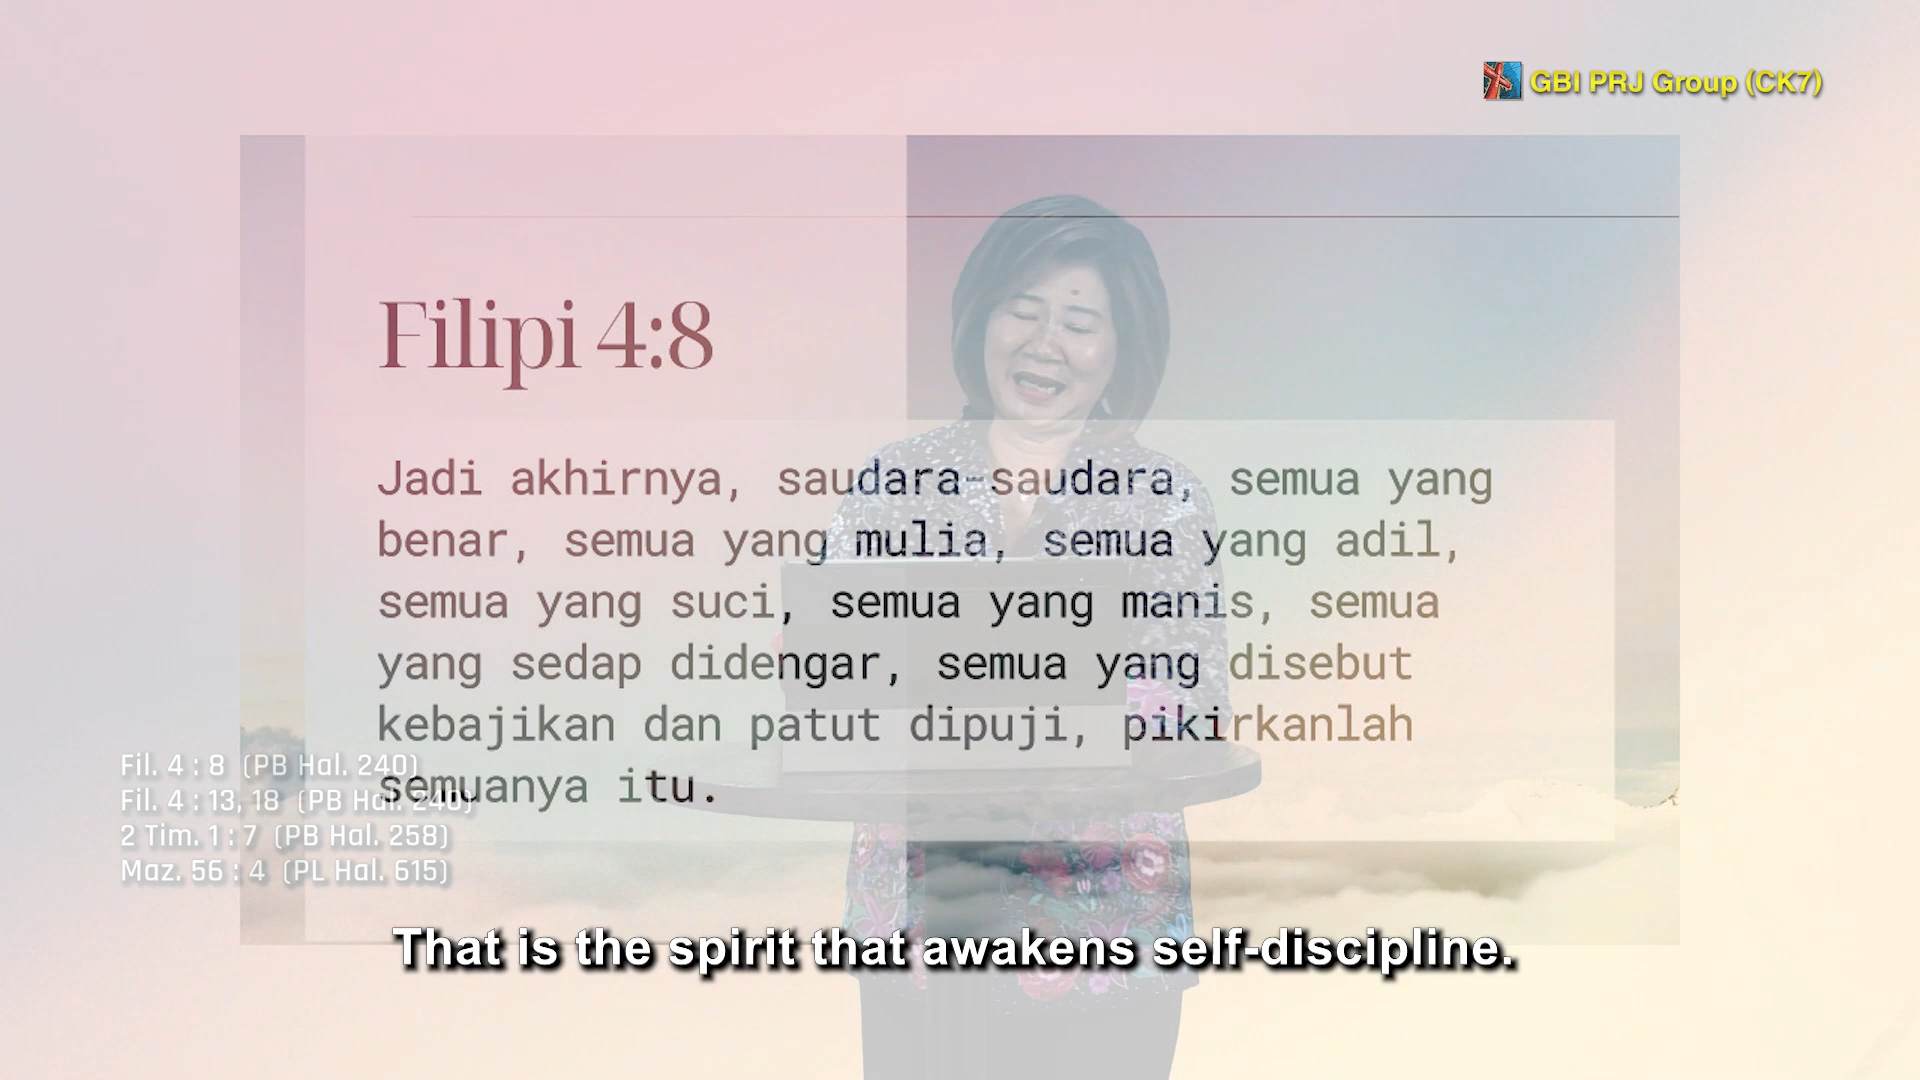 GBI PRJ Group (CK7)
Filipi 4:8
Jadi akhirnya, saudara-saudara, semua yang
benar, semua yang mulia, semua yang adil,
semua yang suci, semua yang manis, semua
yang sedap didengar, semua yang disebut
kebajikan dan patut dipuji, pikirkanlah
semuanya itu.
Fil. 4 : 8 (PB Hal. 240)
Fil. 4 : 13, 18 (PB Hal. 240)
2 Tim. 1 : 7 (PB Hal. 258)
Maz. 56 : 4 (PL Hal. 615)
That is the spirit that awakens self-discipline.